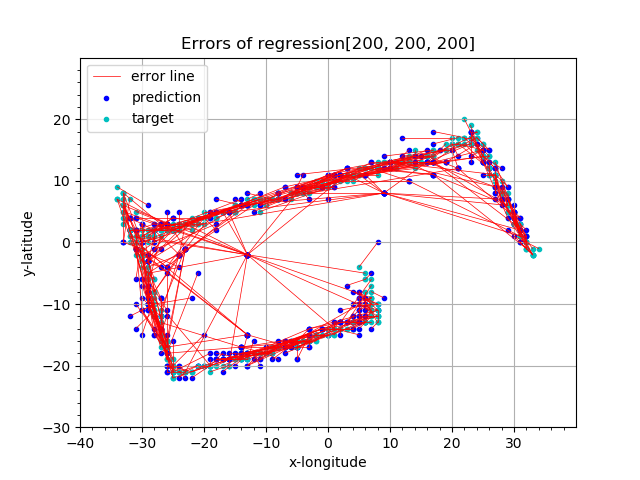 Errors of regression[200, 200, 200]
error line
prediction
target
20
10
0
−10
−20
−30
y-latitude
−40 −30 −20 −10 0 10 20 30
x-longitude